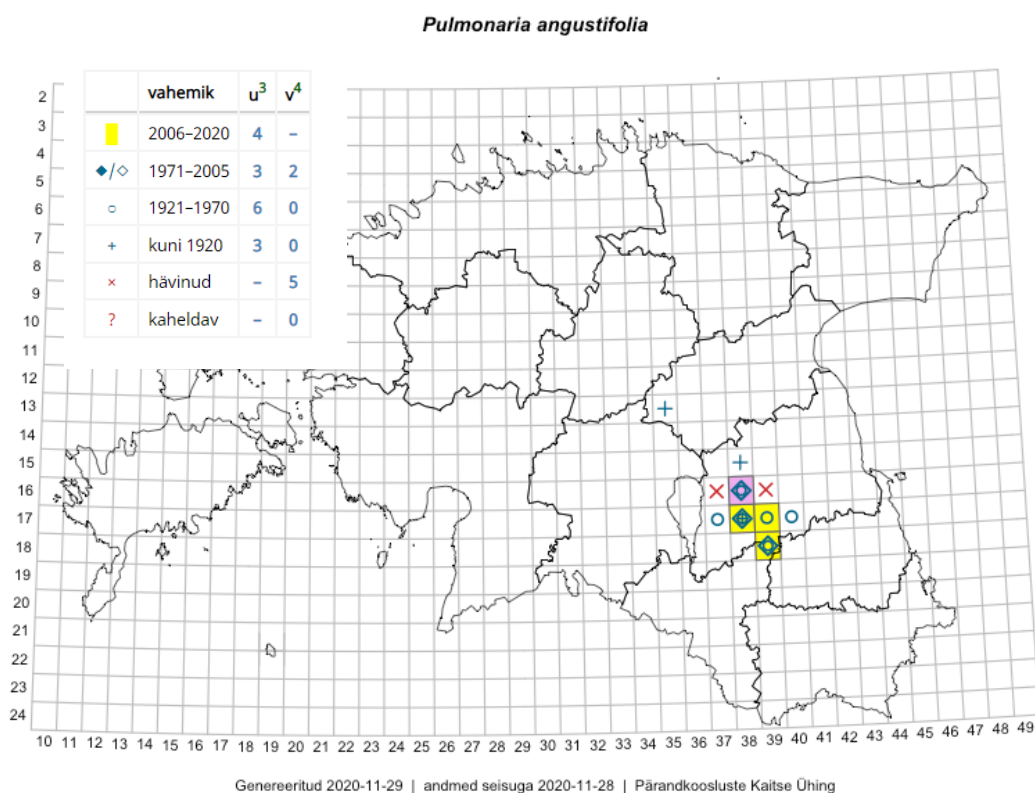 Pulmonaria angustifolia
vahemik u3 v4
2006–2020 4 –
◆/◇ 1971–2005 3 2
○ 1921–1970 6 0
+ kuni 1920 3 0
× hävinud – 5
? kaheldav – 0
2
3
4
5
6
7
8
9
10
11
12
13
14
15
16
17
18
19
20
21
22
23
24
10 11 12 13 14 15 16 17 18 19 20 21 22 23 24 25 26 27 28 29 30 31 32 33 34 35 36 37 38 39 40 41 42 43 44 45 46 47 48 49
Genereeritud 2020-11-29 | andmed seisuga 2020-11-28 | Pärandkoosluste Kaitse Ühing